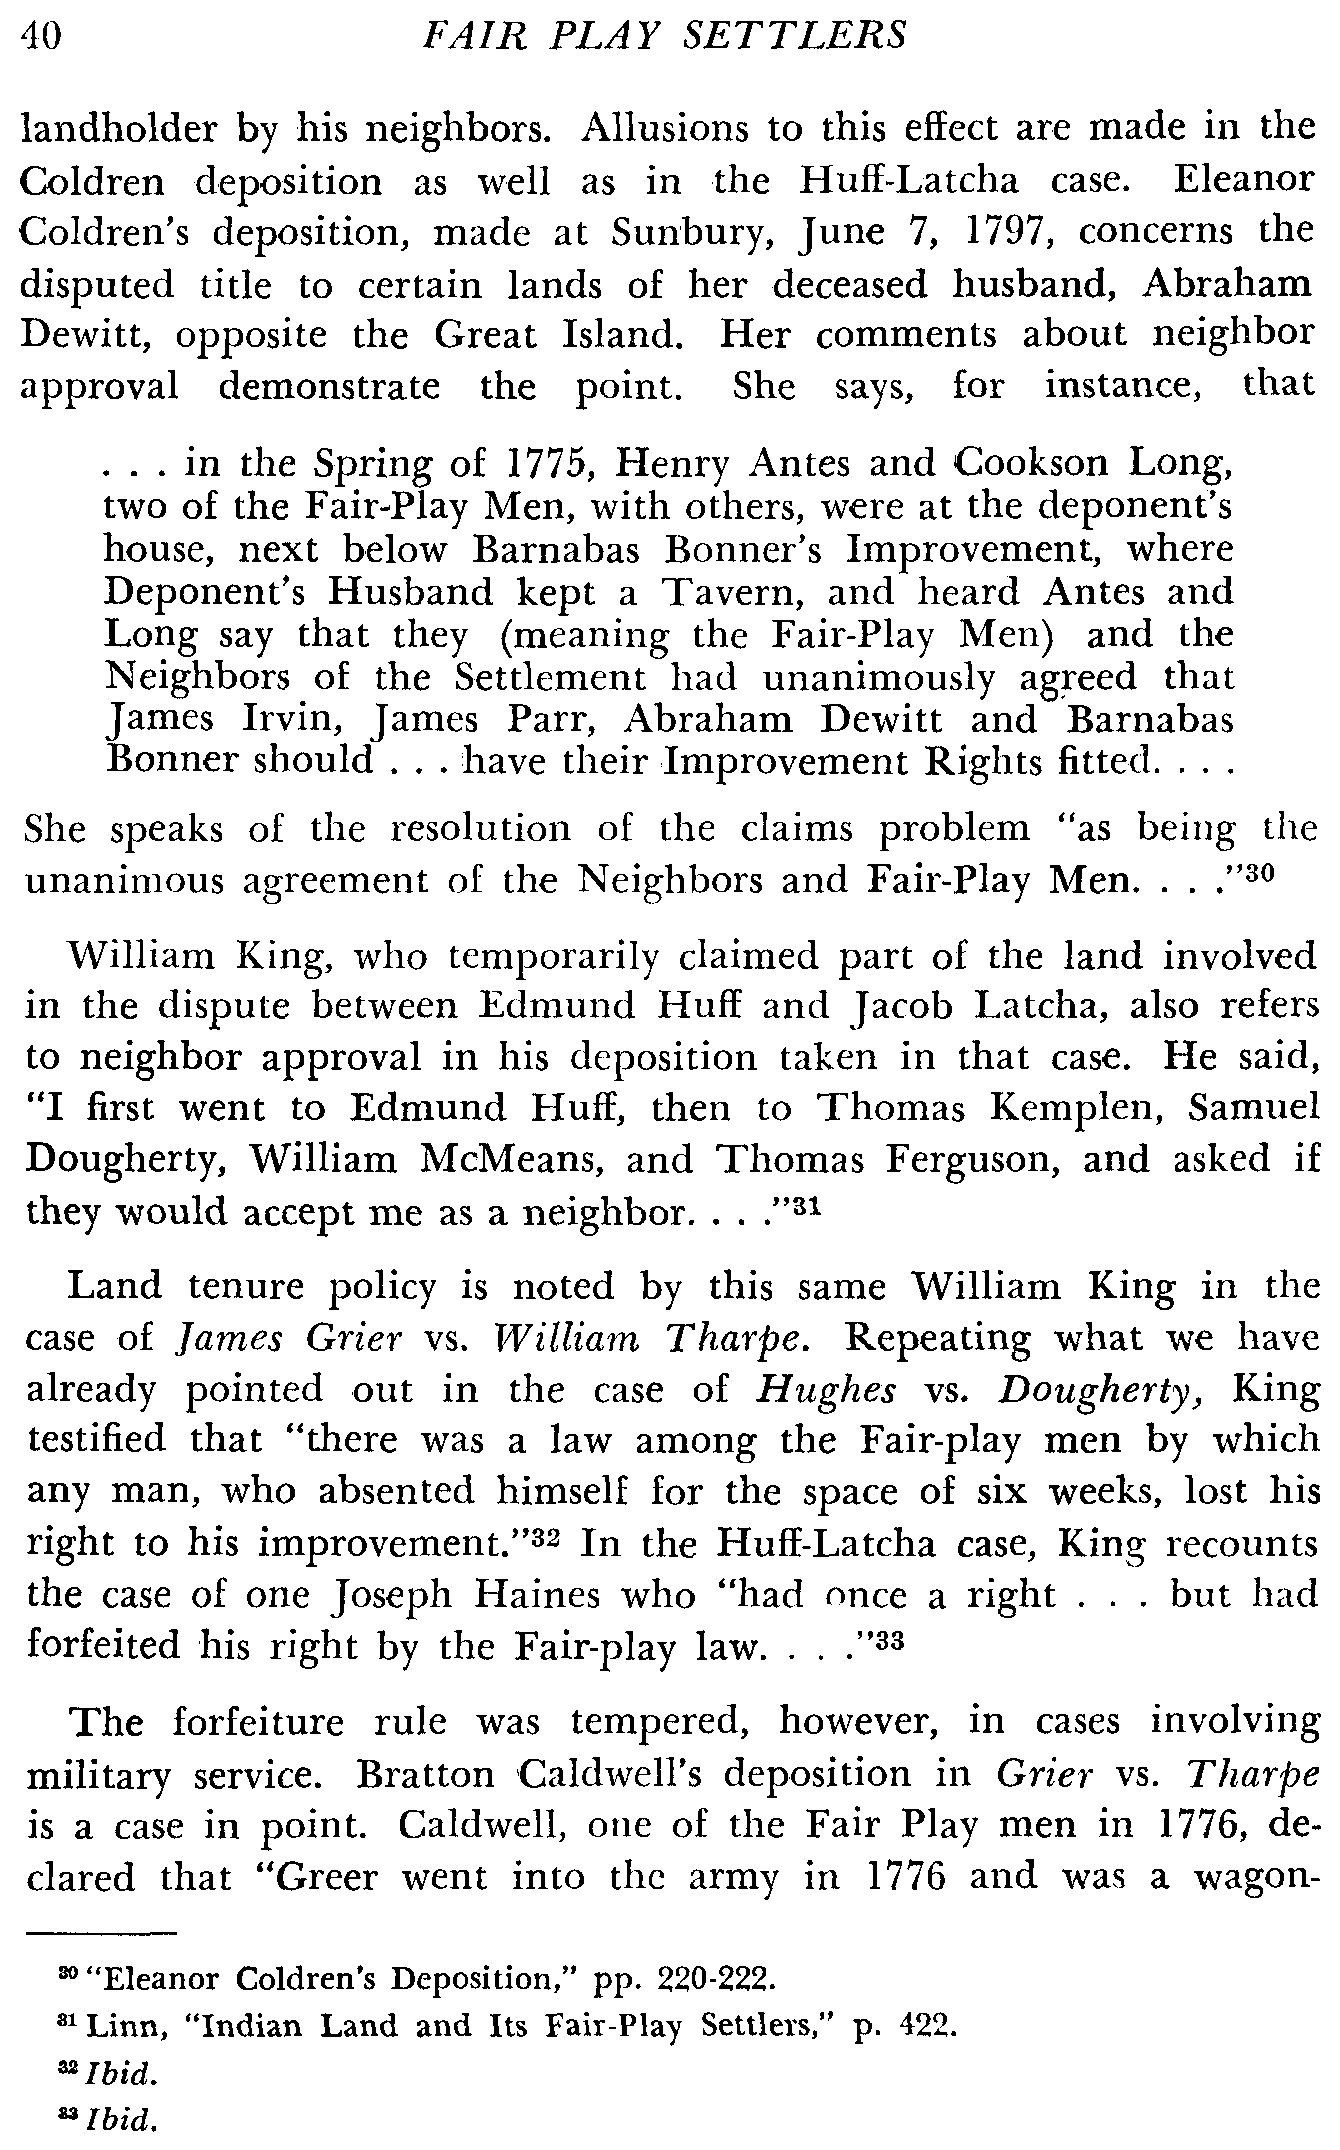 40 FAIR PLAY SETTLERS
landholder by his neighbors. Allusions to this effect are made in the
Coldren deposition as well as in the Huff-Latcha case. Eleanor
Coldren's deposition, made at Sunbury, June 7, 1797, concerns the
disputed title to certain lands of her deceased husband, Abraham
Dewitt, opposite the Great Island. Her comments about neighbor
approval demonstrate the point. She says, for instance, that
. . . in the Spring of 1775, Henry Antes and Cookson Long,
two of the Fair-Play Men, with others, were at the deponent's
house, next below Barnabas Bonner's Improvement, where
Deponent's Husband kept a Tavern, and heard Antes and
Long say that they (meaning the Fair-Play Men) and the
Neighbors of the Settlement had unanimously agreed that
James Irvin, James Parr, Abraham Dewitt and Barnabas
Bonner should . . . have their Improvement Rights fitted. . . .
She speaks of the resolution of the claims problem "as being the
unanimous agreement of the Neighbors and Fair-Play Men. . . ."30
William King, who temporarily claimed part of the land involved
in the dispute between Edmund Huff and Jacob Latcha, also refers
to neighbor approval in his deposition taken in that case. He said,
"I first went to Edmund Huff, then to Thomas Kemplen, Samuel
Dougherty, William McMeans, and Thomas Ferguson, and asked if
they would accept me as a neighbor. . . ."31
Land tenure policy is noted by this same William King in the
case of James Grier vs. William Tharpe. Repeating what we have
already pointed out in the case of Hughes vs. Dougherty, King
testified that "there was a law among the Fair-play men by which
any man, who absented himself for the space of six weeks, lost his
right to his improvement."32 In the Huff-Latcha case, King recounts
the case of one Joseph Haines who "had once a right . . . but had
forfeited his right by the Fair-play law. . . ."33
The forfeiture rule was tempered, however, in cases involving
military service. Bratton Caldwell's deposition in Grier vs. Tharpe
is a case in point. Caldwell, one of the Fair Play men in 1776, de-
clared that "Greer went into the army in 1776 and was a wagon-
30 "Eleanor Coldren's Deposition," pp. 220-222.
31 Linn, "Indian Land and Its Fair-Play Settlers," p. 422.
32 Ibid.
33 Ibid.